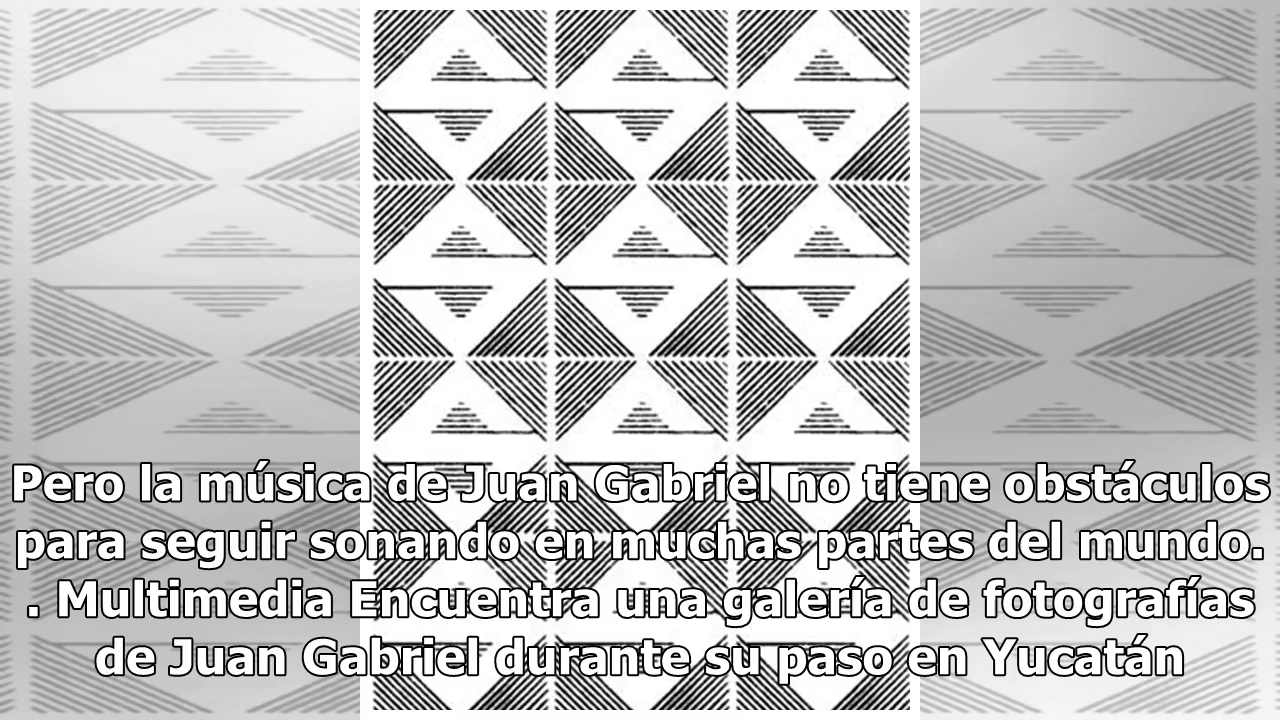 Pero la música de Juan Gabriel no tiene obstáculos
para seguir sonando en muchas partes del mundo.
. Multimedia Encuentra una galería de fotografías
de Juan Gabriel durante su paso en Yucatán